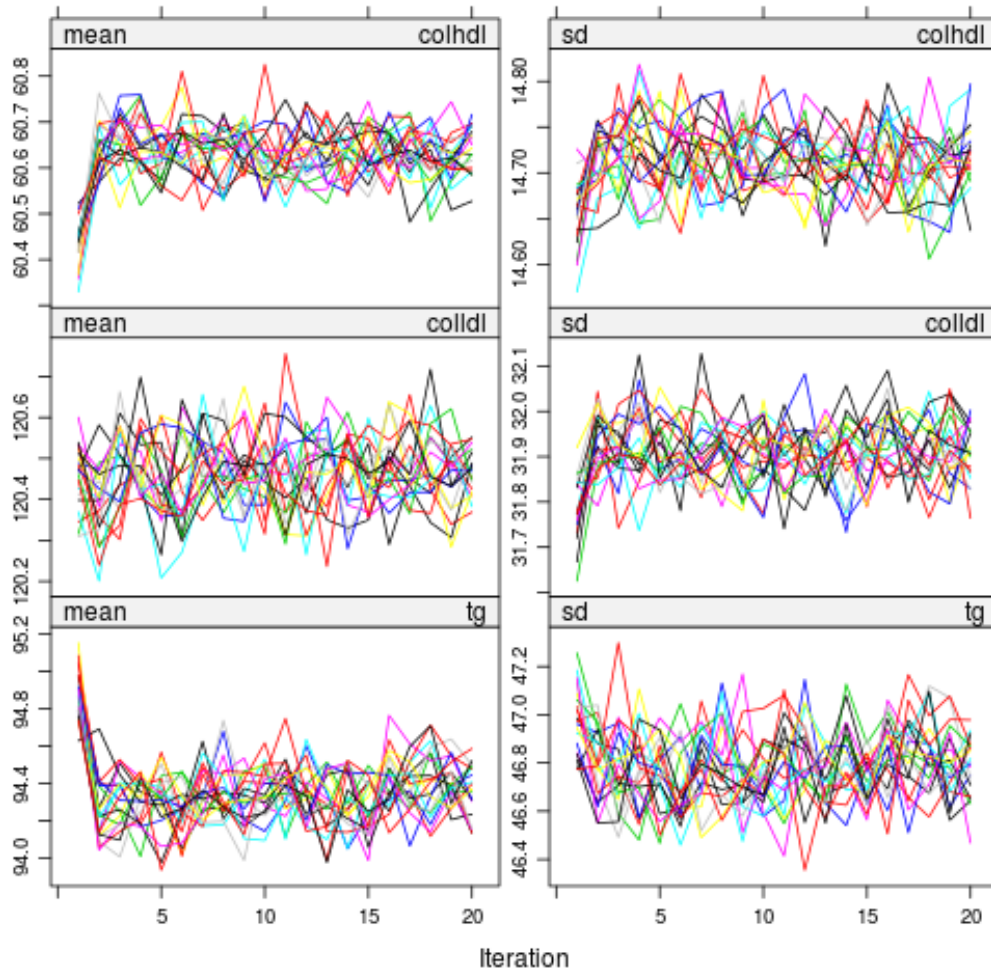 mean colhdl
sd colhdl
60.8
60.7
60.6
60.5
60.4
14.80
14.70
14.60
mean colldl
sd colldl
120.6
120.4
120.2
32.1
32.0
31.9
31.8
31.7
mean tg
sd tg
95.2
94.8
94.4
94.0
47.2
47.0
46.8
46.6
46.4
5 10 15 20
5 10 15 20
Iteration